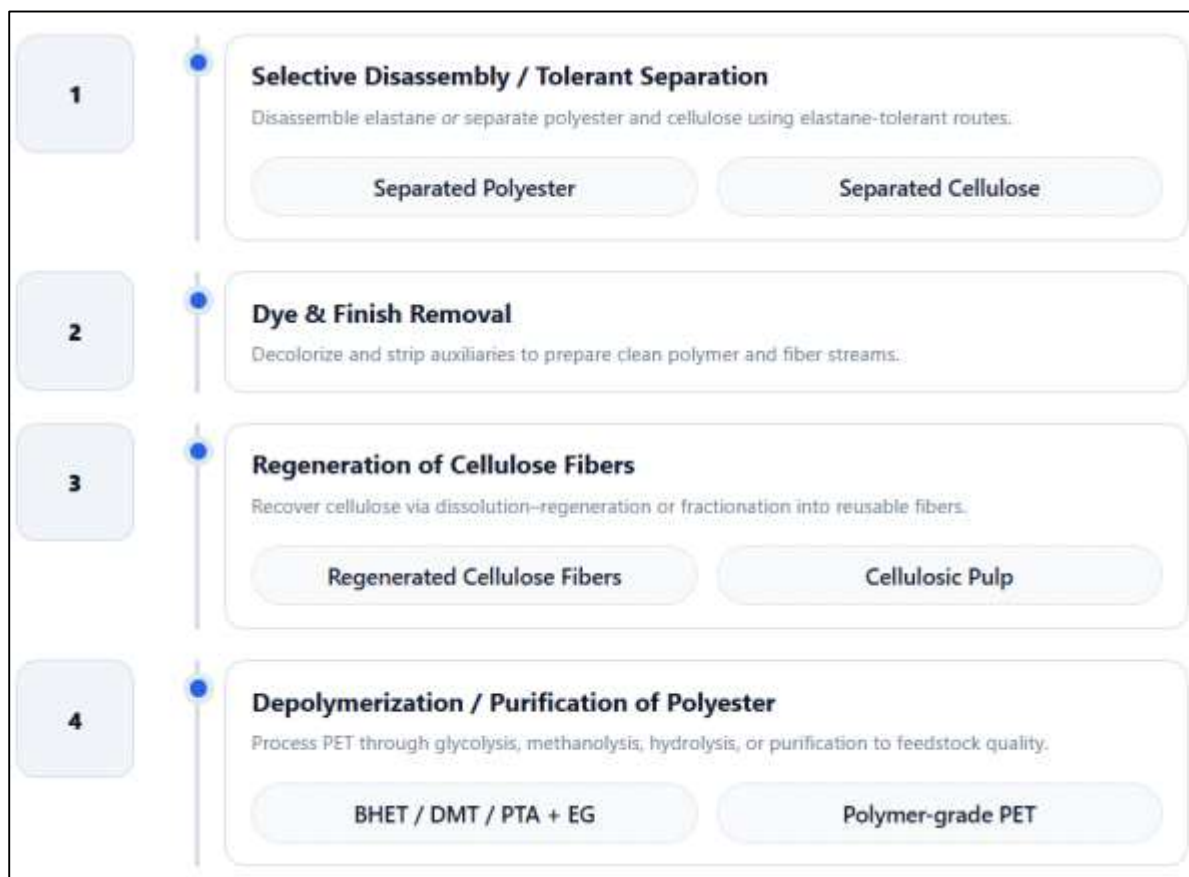 1
Selective Disassembly / Tolerant Separation
Disassemble elastane or separate polyester and cellulose using elastane-tolerant routes.
Separated Polyester
Separated Cellulose
2
Dye & Finish Removal
Decolorize and strip auxiliaries to prepare clean polymer and fiber streams.
3
Regeneration of Cellulose Fibers
Recover cellulose via dissolution–regeneration or fractionation into reusable fibers.
Regenerated Cellulose Fibers
Cellulosic Pulp
4
Depolymerization / Purification of Polyester
Process PET through glycolysis, methanolysis, hydrolysis, or purification to feedstock quality.
BHET / DMT / PTA + EG
Polymer-grade PET